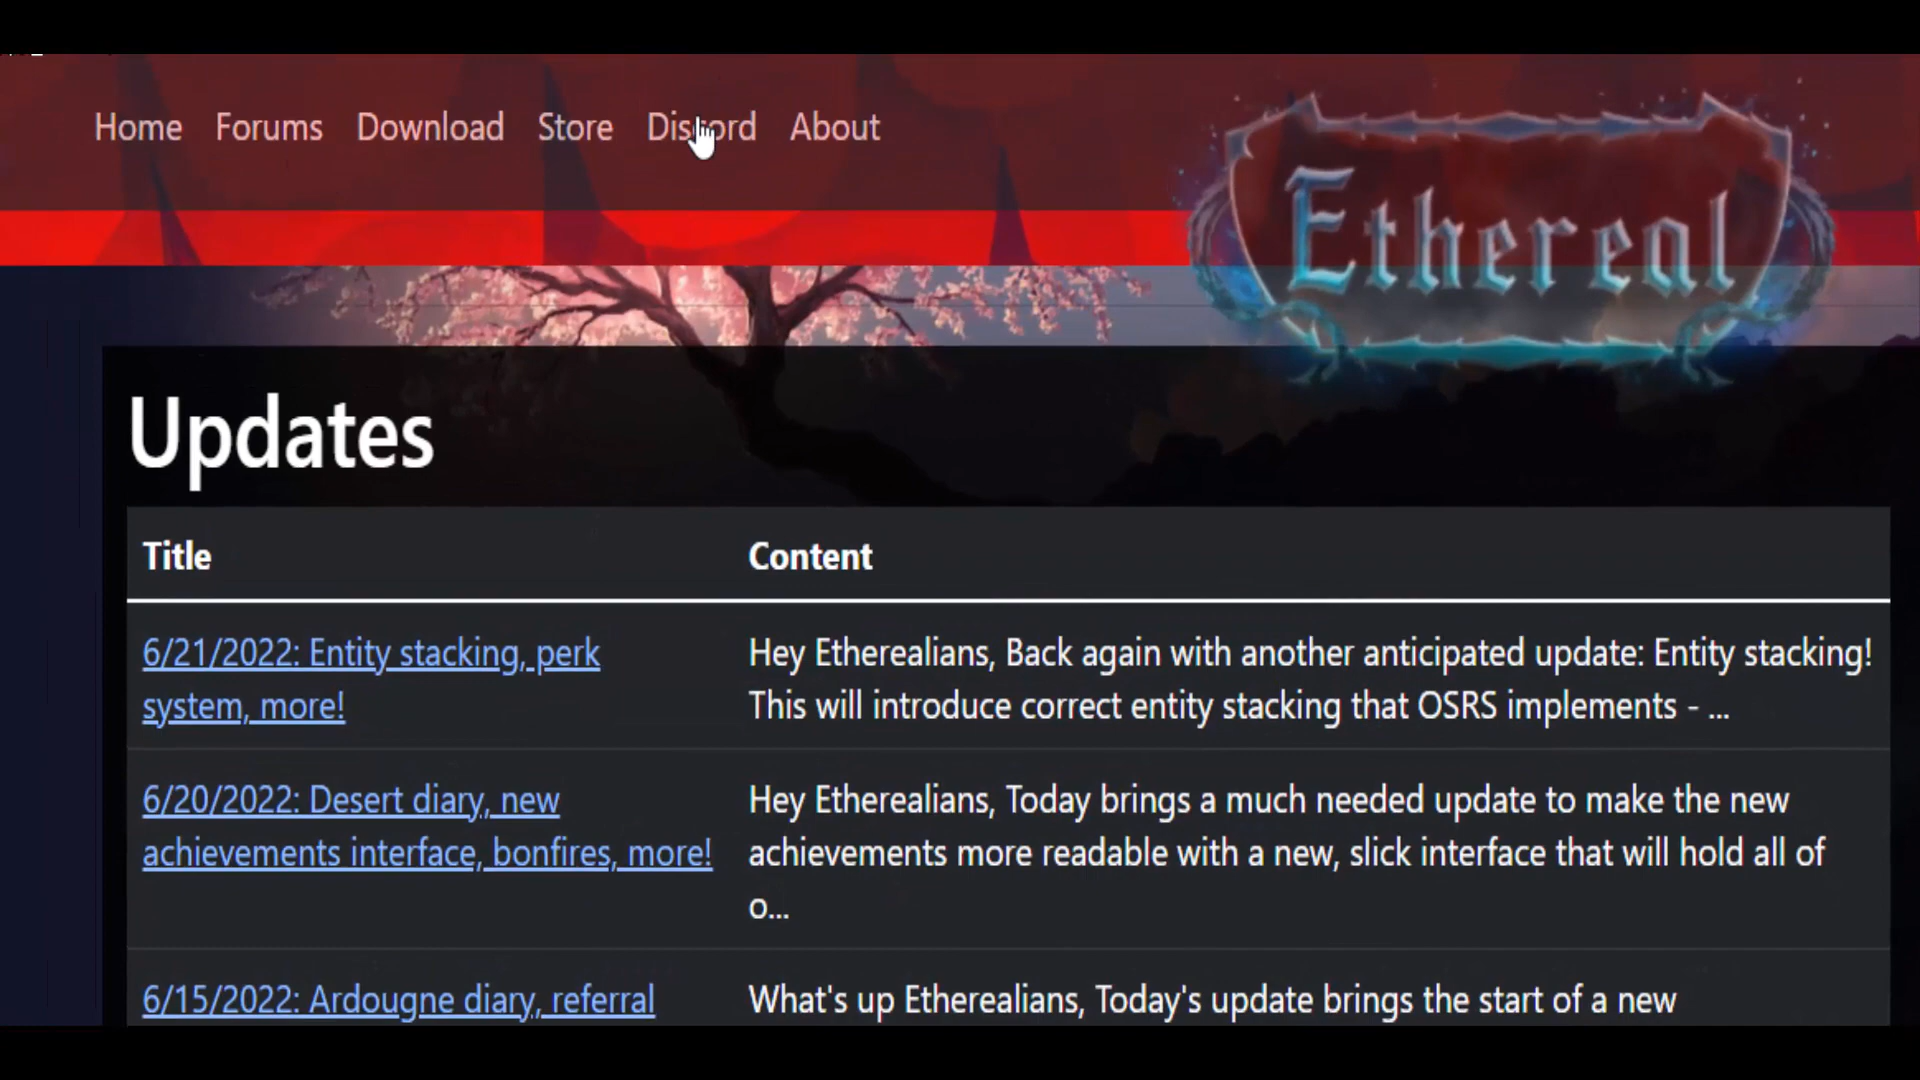 Home Forums Download Store Discord About
Ethereal
Updates
Title Content
6/21/2022: Entity stacking, perk
system, more!
Hey Etherealians, Back again with another anticipated update: Entity stacking!
This will introduce correct entity stacking that OSRS implements - ...
6/20/2022: Desert diary, new
achievements interface, bonfires, more!
Hey Etherealians, Today brings a much needed update to make the new
achievements more readable with a new, slick interface that will hold all of
o...
6/15/2022: Ardougne diary, referral
What's up Etherealians, Today's update brings the start of a new